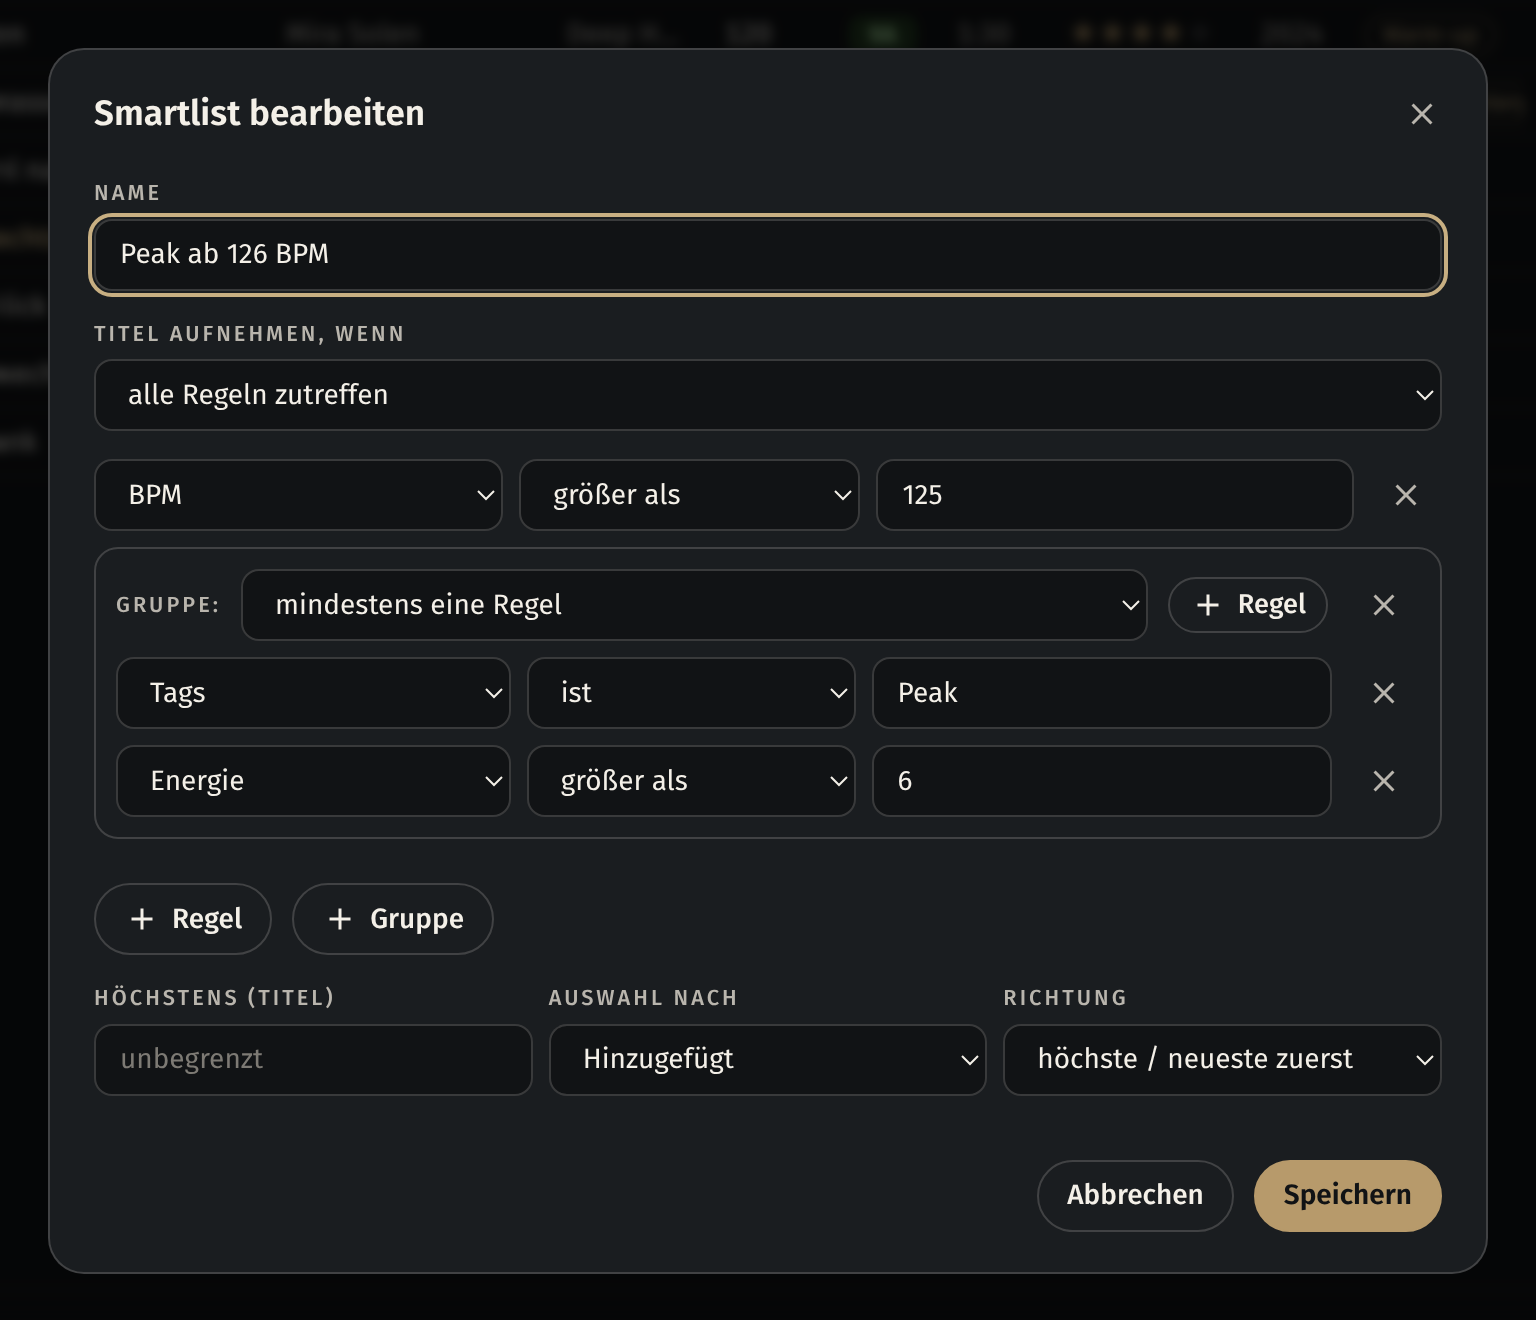 Smartlist bearbeiten
NAME
Peak ab 126 BPM
TITEL AUFNEHMEN, WENN
alle Regeln zutreffen
BPM größer als 125
GRUPPE: mindestens eine Regel + Regel
Tags ist Peak
Energie größer als 6
+ Regel + Gruppe
HÖCHSTENS (TITEL) AUSWAHL NACH RICHTUNG
unbegrenzt Hinzugefügt höchste / neueste zuerst
Abbrechen Speichern